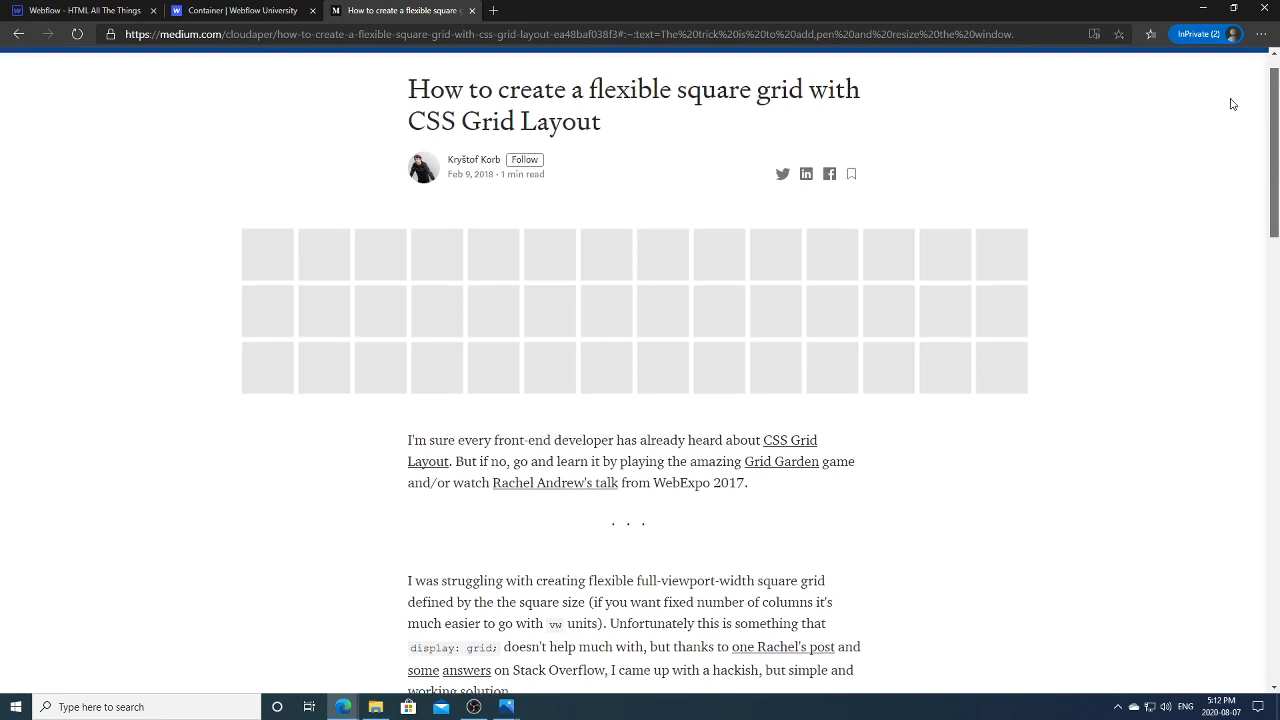 Webflow - HTML All The Things
Container | Webflow University
How to create a flexible square g
InPrivate (2)
https://medium.com/cloudaper/how-to-create-a-flexible-square-grid-with-css-grid-layout-ea48baf038f3#:~:text=The%20trick%20is%20to%20add,pen%20and%20resize%20the%20window.
How to create a flexible square grid with
CSS Grid Layout
Kryštof Korb Follow
Feb 9, 2018 · 1 min read
I'm sure every front-end developer has already heard about CSS Grid
Layout. But if no, go and learn it by playing the amazing Grid Garden game
and/or watch Rachel Andrew's talk from WebExpo 2017.
. . .
I was struggling with creating flexible full-viewport-width square grid
defined by the the square size (if you want fixed number of columns it's
much easier to go with vw units). Unfortunately this is something that
display: grid; doesn't help much with, but thanks to one Rachel's post and
some answers on Stack Overflow, I came up with a hackish, but simple and
working solution.
Type here to search
ENG
5:12 PM
2020-08-07